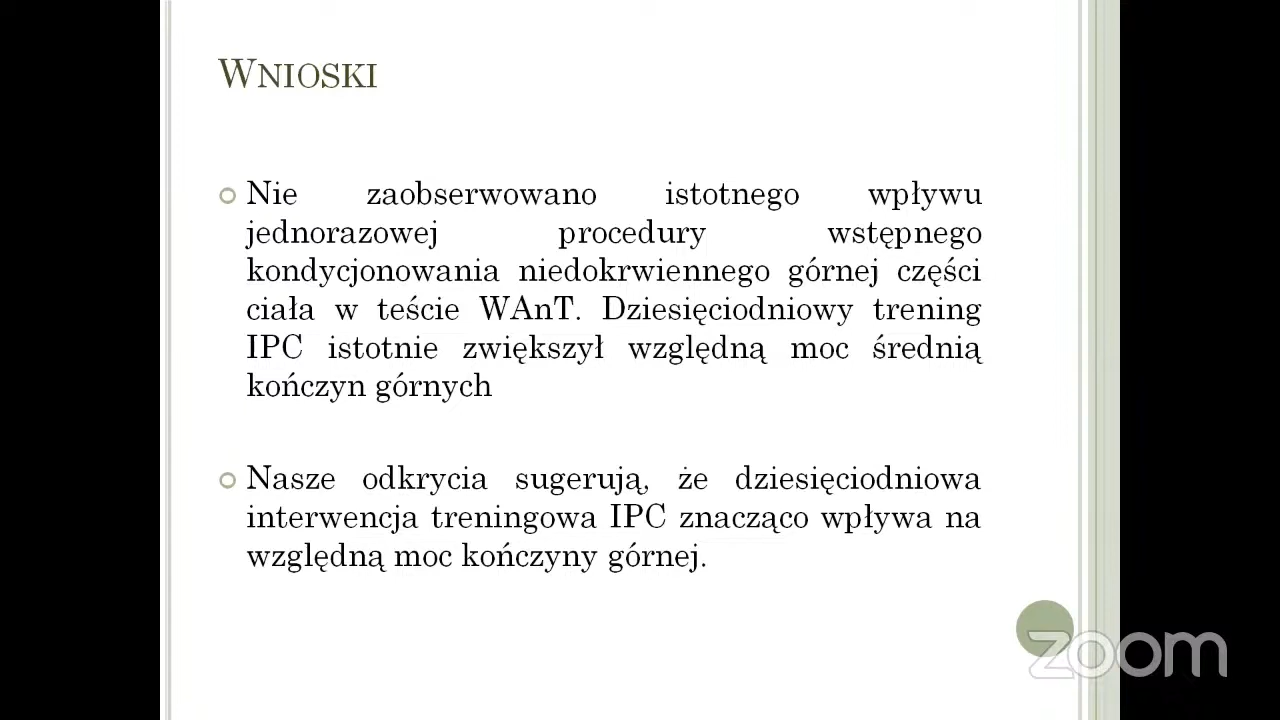 Wnioski
Nie zaobserwowano istotnego wpływu
jednorazowej procedury wstępnego
kondycjonowania niedokrwiennego górnej części
ciała w teście WAnT. Dziesięciodniowy trening
IPC istotnie zwiększył względną moc średnią
kończyn górnych
Nasze odkrycia sugerują, że dziesięciodniowa
interwencja treningowa IPC znacząco wpływa na
względną moc kończyny górnej.
zoom